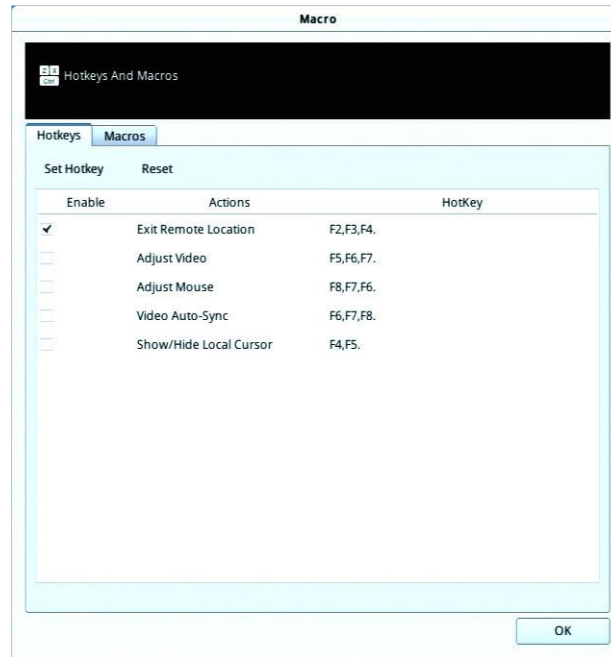 Macro
Z X
Ctrl
Hotkeys And Macros
Hotkeys Macros
Set Hotkey Reset
Enable Actions HotKey
Exit Remote Location F2,F3,F4.
Adjust Video F5,F6,F7.
Adjust Mouse F8,F7,F6.
Video Auto-Sync F6,F7,F8.
Show/Hide Local Cursor F4,F5.
OK